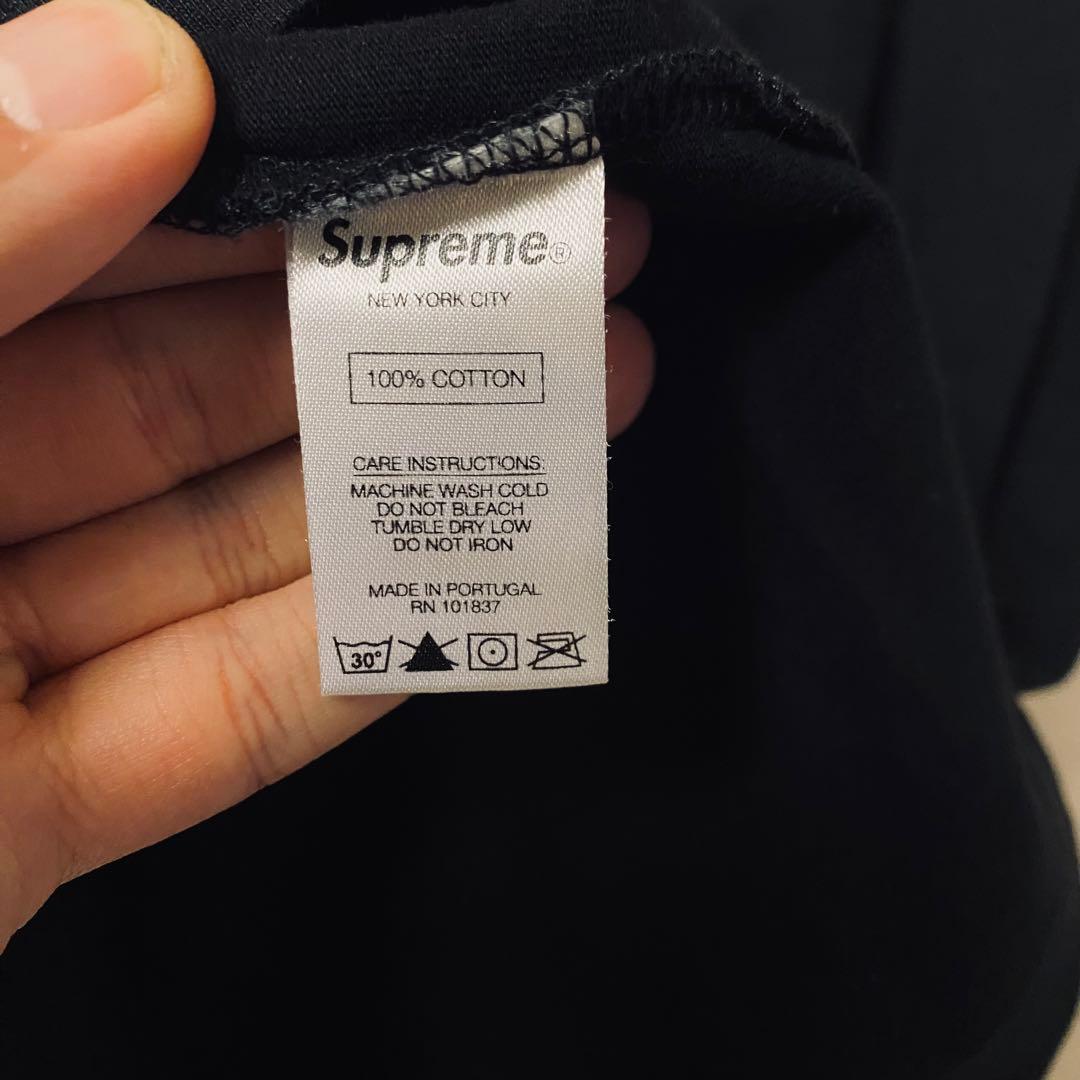 Supreme®
NEW YORK CITY
100% COTTON
CARE INSTRUCTIONS:
MACHINE WASH COLD
DO NOT BLEACH
TUMBLE DRY LOW
DO NOT IRON
MADE IN PORTUGAL
RN 101837
30°